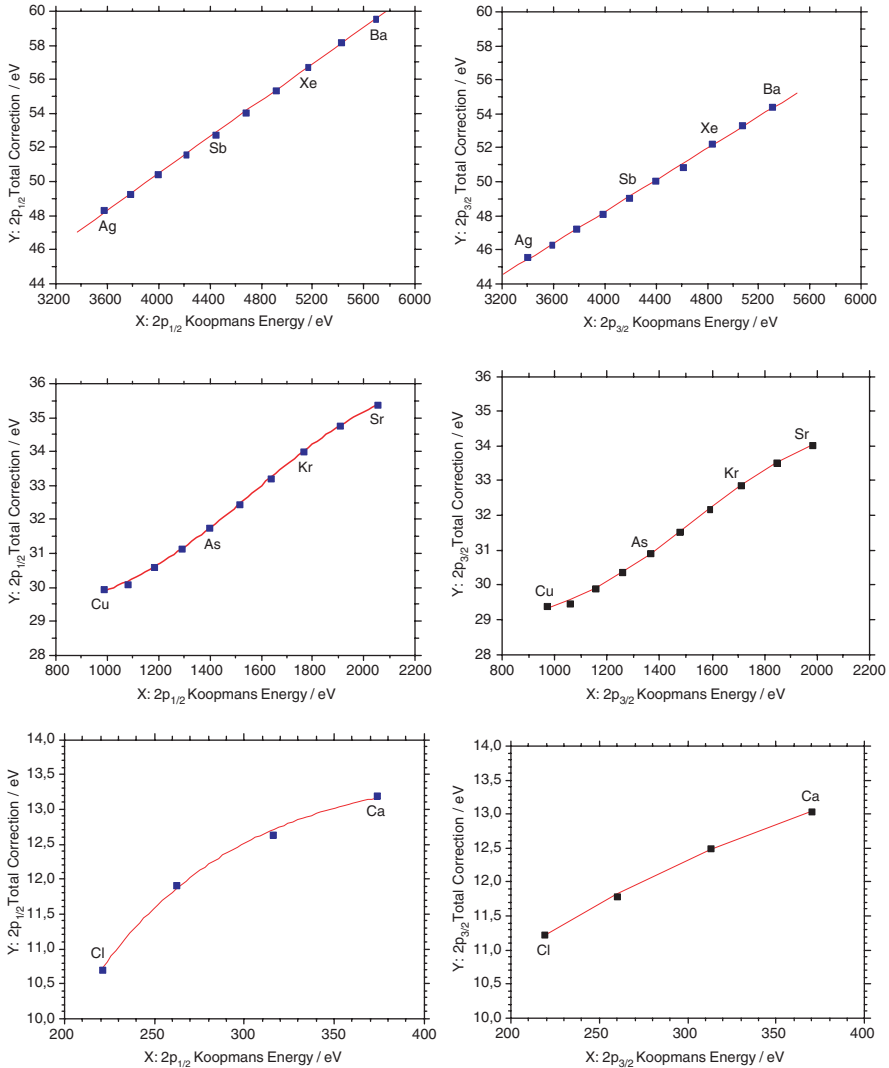 Y: 2p1/2 Total Correction / eV
60
58
56
54
52
50
48
46
44
Ag
Sb
Xe
Ba
3200 3600 4000 4400 4800 5200 5600 6000
X: 2p1/2 Koopmans Energy / eV
Y: 2p3/2 Total Correction / eV
60
58
56
54
52
50
48
46
44
Ag
Sb
Xe
Ba
3200 3600 4000 4400 4800 5200 5600 6000
X: 2p3/2 Koopmans Energy / eV
Y: 2p1/2 Total Correction / eV
36
35
34
33
32
31
30
29
28
Cu
As
Kr
Sr
800 1000 1200 1400 1600 1800 2000 2200
X: 2p1/2 Koopmans Energy / eV
Y: 2p3/2 Total Correction / eV
36
35
34
33
32
31
30
29
28
Cu
As
Kr
Sr
800 1000 1200 1400 1600 1800 2000 2200
X: 2p3/2 Koopmans Energy / eV
Y: 2p1/2 Total Correction / eV
14,0
13,5
13,0
12,5
12,0
11,5
11,0
10,5
10,0
Cl
Ca
200 250 300 350 400
X: 2p1/2 Koopmans Energy / eV
Y: 2p3/2 Total Correction / eV
14,0
13,5
13,0
12,5
12,0
11,5
11,0
10,5
10,0
Cl
Ca
200 250 300 350 400
X: 2p3/2 Koopmans Energy / eV